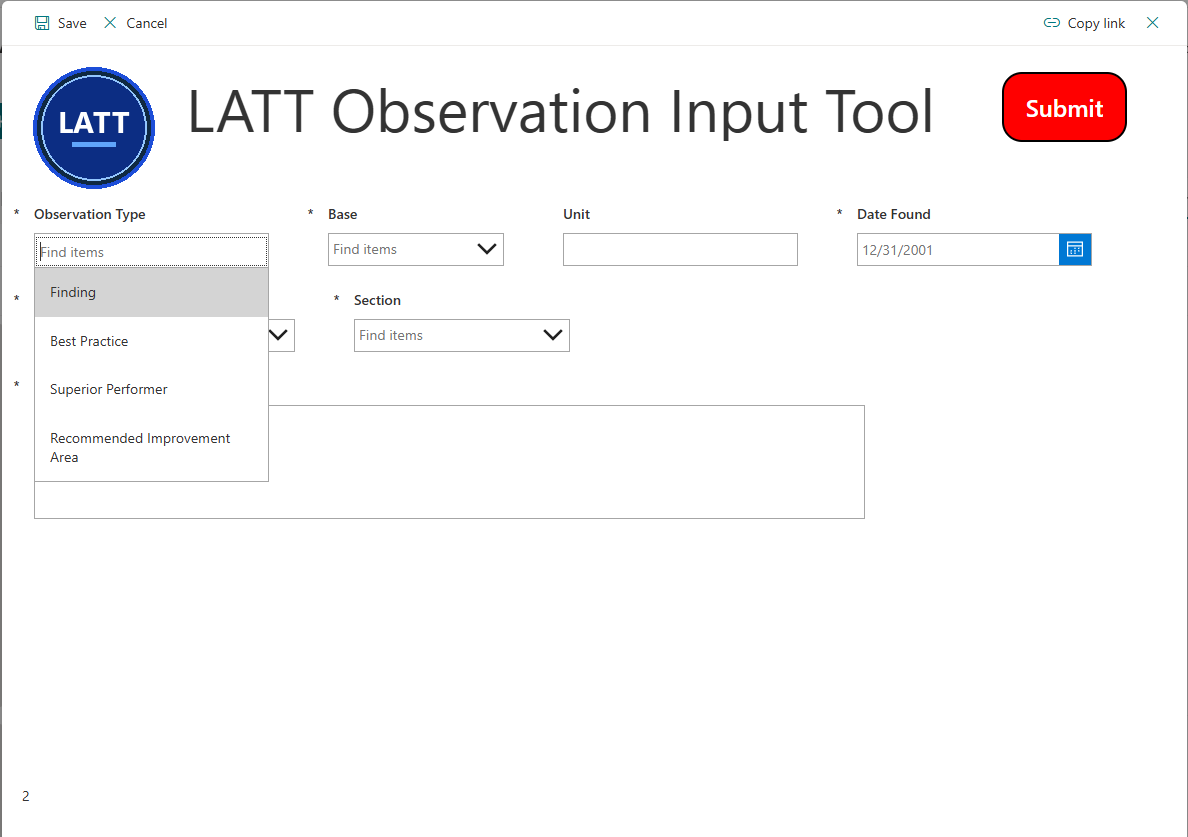 Save Cancel Copy link
LATT
LATT Observation Input Tool
Submit
* Observation Type * Base Unit * Date Found
Find items Find items 12/31/2001
Finding
* * Section
Best Practice Find items
Superior Performer
*
Recommended Improvement
Area
2